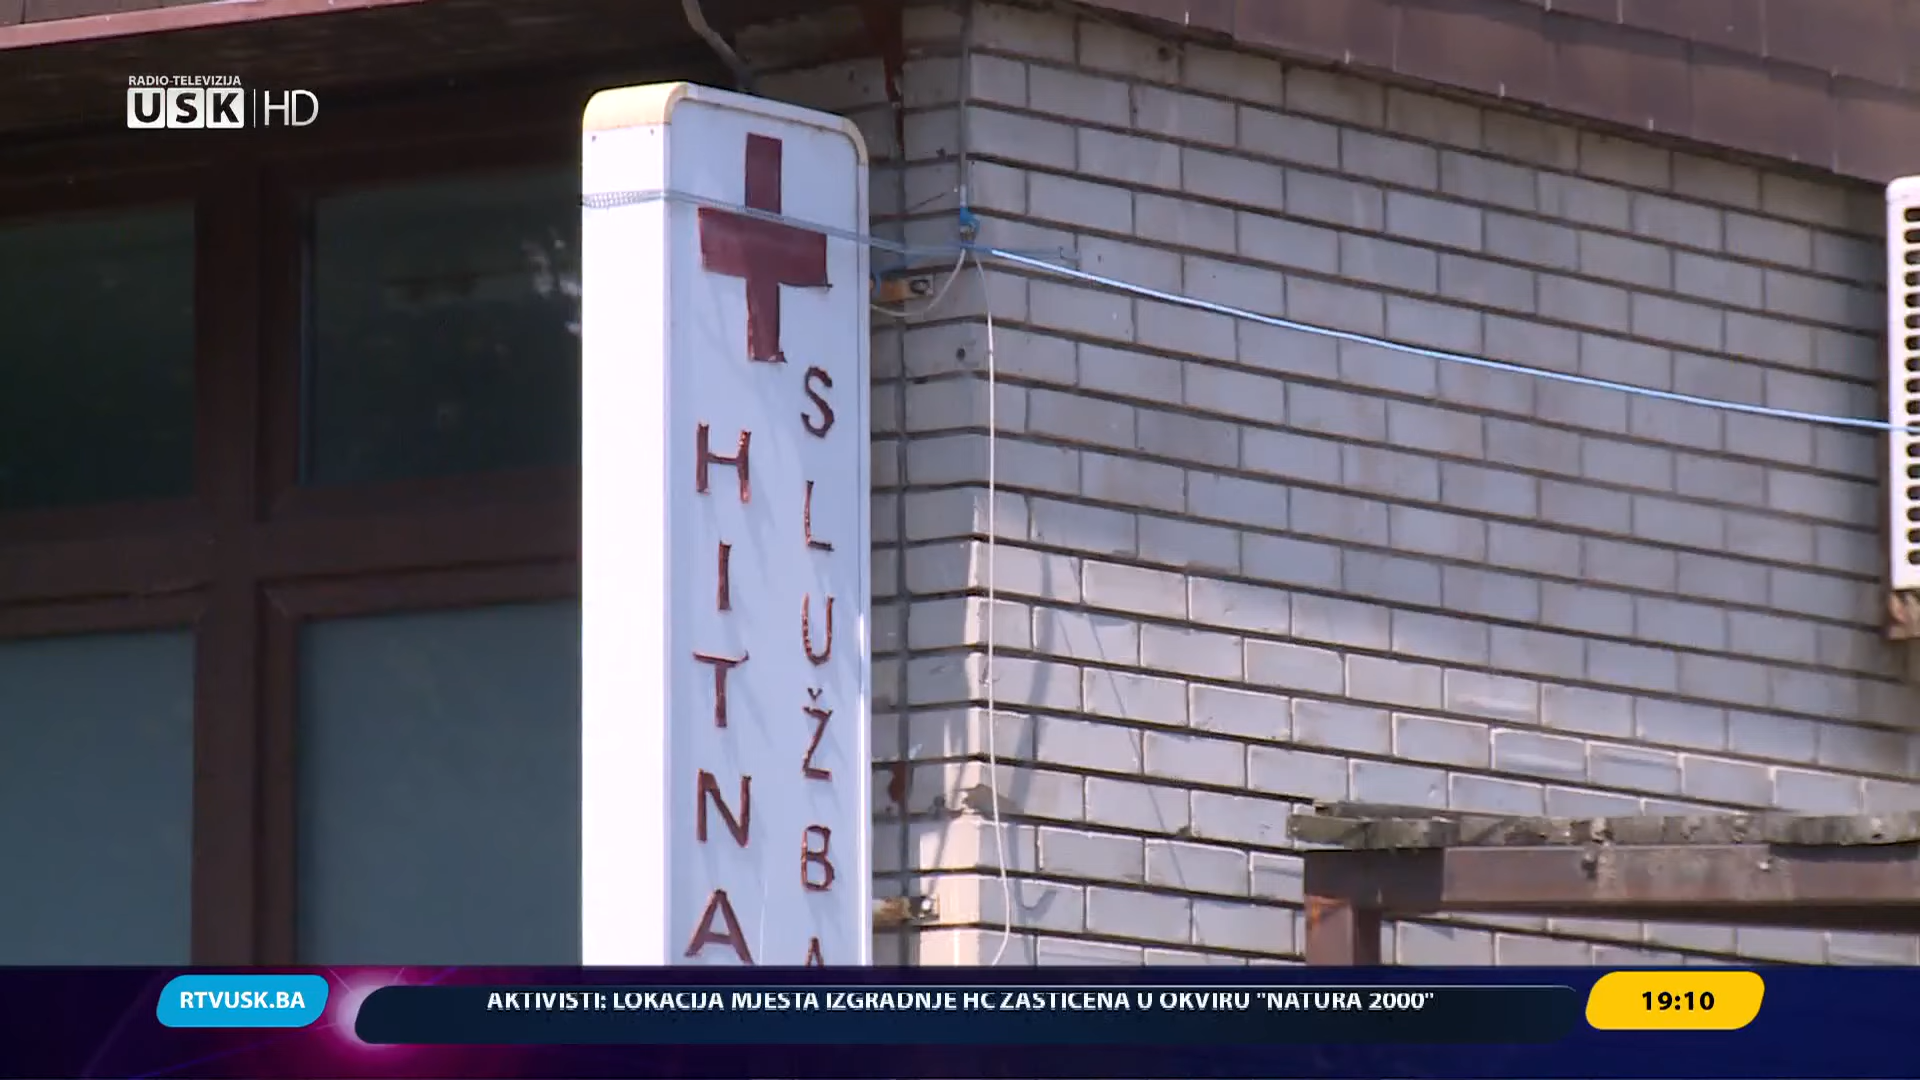 RADIO-TELEVIZIJA
USK HD
HITNA
SLUŽBA
RTVUSK.BA
AKTIVISTI: LOKACIJA MJESTA IZGRADNJE HC ZAŠTIĆENA U OKVIRU "NATURA 2000"
19:10